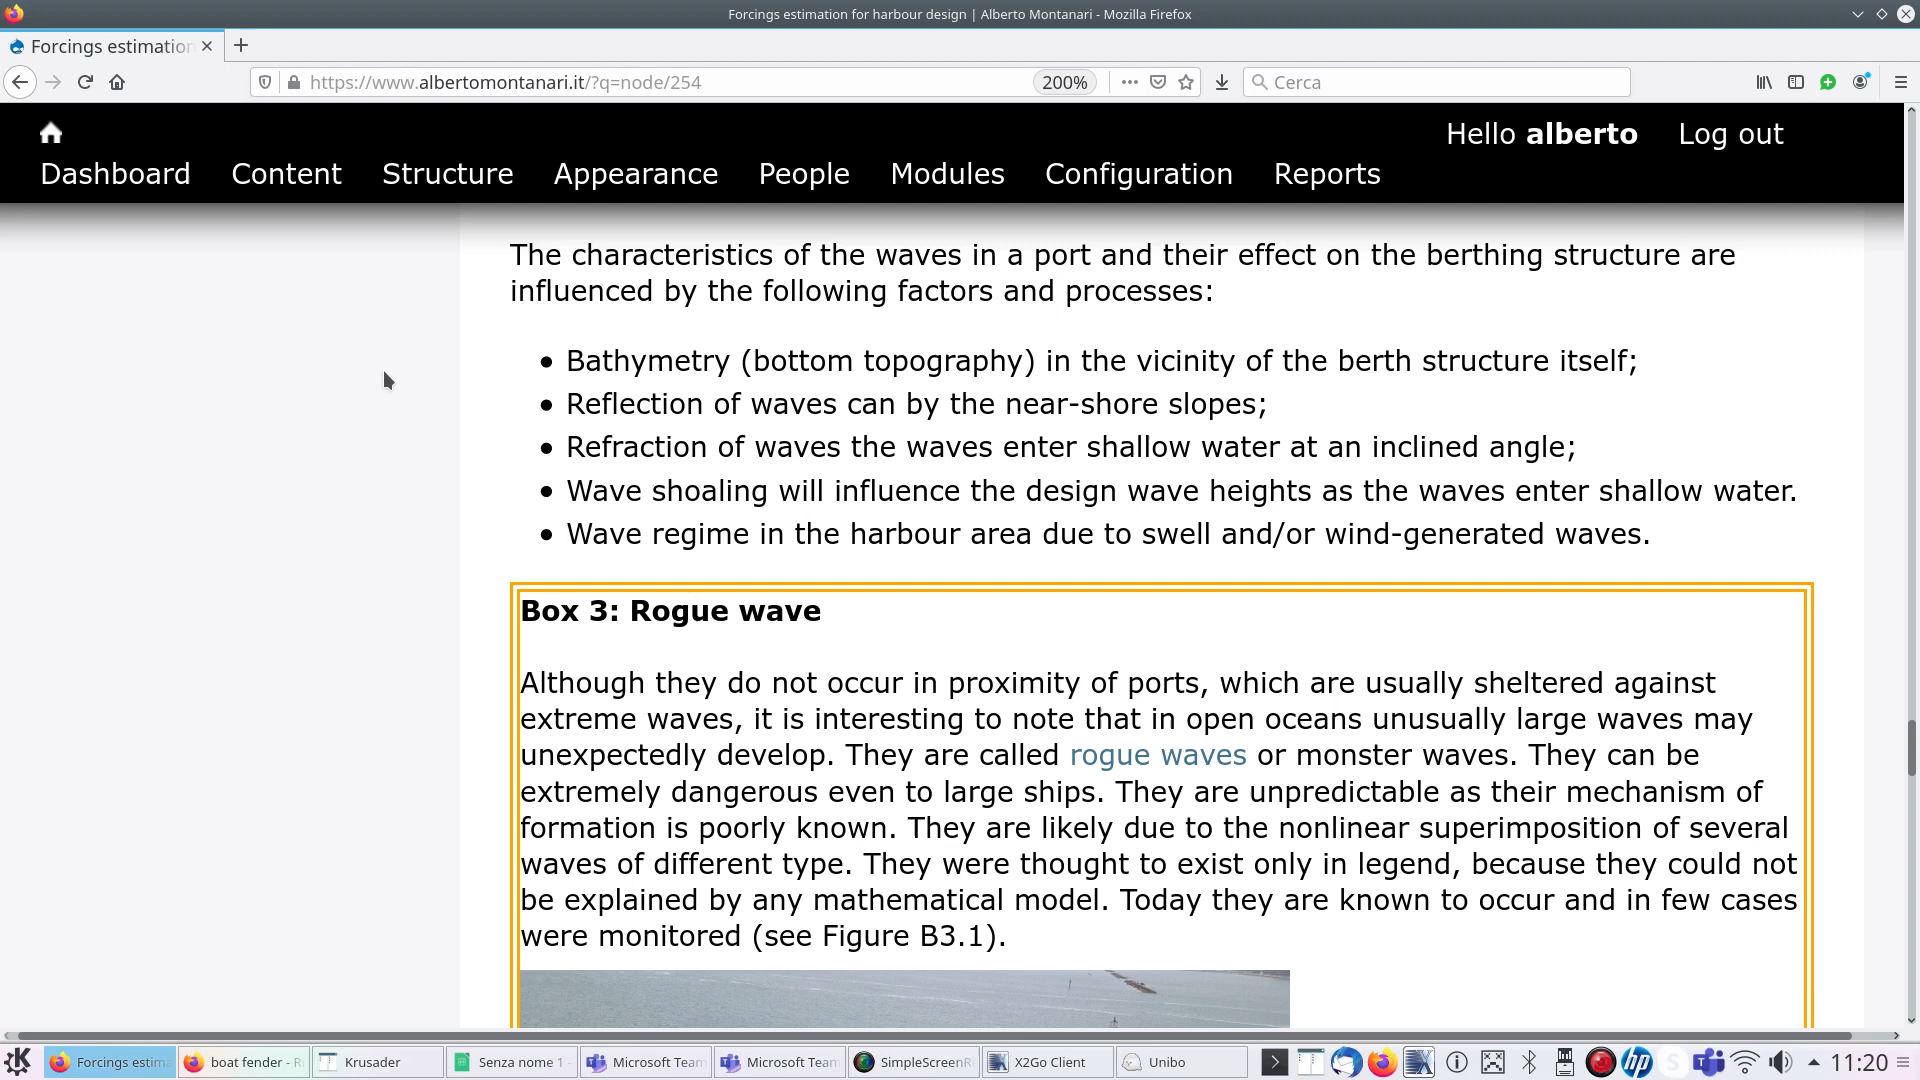 Forcings estimation for harbour design | Alberto Montanari - Mozilla Firefox
Forcings estimation
https://www.albertomontanari.it/?q=node/254
200%
Cerca
Hello alberto Log out
Dashboard Content Structure Appearance People Modules Configuration Reports
The characteristics of the waves in a port and their effect on the berthing structure are
influenced by the following factors and processes:
• Bathymetry (bottom topography) in the vicinity of the berth structure itself;
• Reflection of waves can by the near-shore slopes;
• Refraction of waves the waves enter shallow water at an inclined angle;
• Wave shoaling will influence the design wave heights as the waves enter shallow water.
• Wave regime in the harbour area due to swell and/or wind-generated waves.
Box 3: Rogue wave
Although they do not occur in proximity of ports, which are usually sheltered against
extreme waves, it is interesting to note that in open oceans unusually large waves may
unexpectedly develop. They are called rogue waves or monster waves. They can be
extremely dangerous even to large ships. They are unpredictable as their mechanism of
formation is poorly known. They are likely due to the nonlinear superimposition of several
waves of different type. They were thought to exist only in legend, because they could not
be explained by any mathematical model. Today they are known to occur and in few cases
were monitored (see Figure B3.1).
Forcings estima boat fender - R Krusader Senza nome 1 - Microsoft Team Microsoft Team SimpleScreenR X2Go Client Unibo hp 11:20